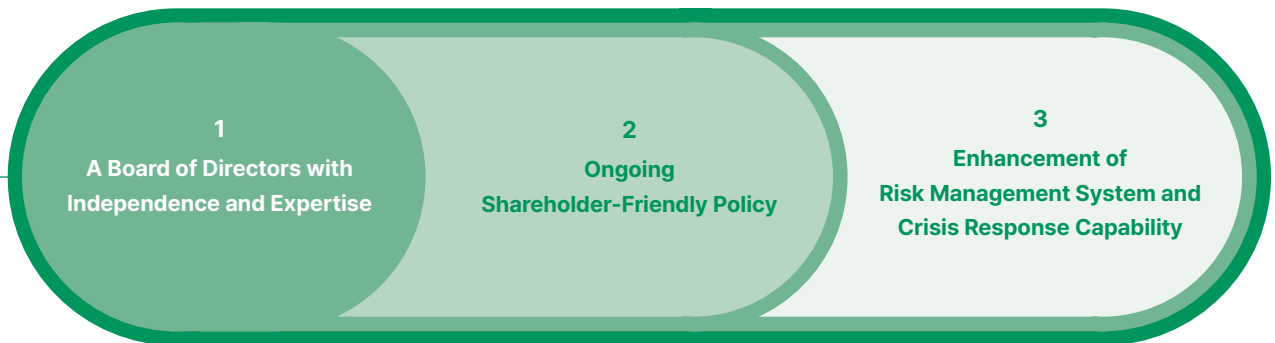 1
A Board of Directors with
Independence and Expertise
2
Ongoing
Shareholder-Friendly Policy
3
Enhancement of
Risk Management System and
Crisis Response Capability